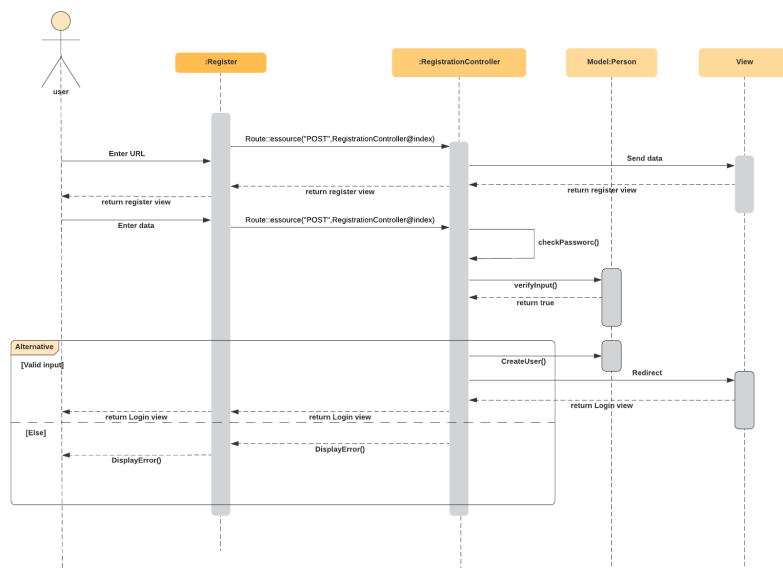 :Register
:RegistrationController
Model:Person
View
user
Route::essource("POST",RegistrationController@index)
Enter URL
Send data
return register view
return register view
return register view
Enter data
Route::essource("POST",RegistrationController@index)
checkPassworc()
verifyInput()
return true
Alternative
[Valid input]
CreateUser()
Redirect
return Login view
return Login view
return Login view
[Else]
DisplayError()
DisplayError()